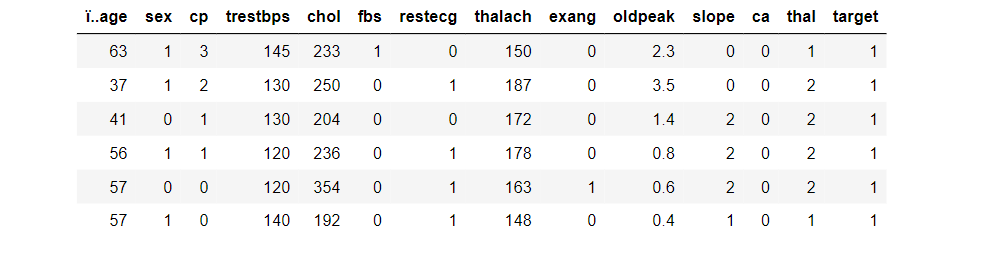 ï..age sex cp trestbps chol fbs restecg thalach exang oldpeak slope ca thal target
63 1 3 145 233 1 0 150 0 2.3 0 0 1 1
37 1 2 130 250 0 1 187 0 3.5 0 0 2 1
41 0 1 130 204 0 0 172 0 1.4 2 0 2 1
56 1 1 120 236 0 1 178 0 0.8 2 0 2 1
57 0 0 120 354 0 1 163 1 0.6 2 0 2 1
57 1 0 140 192 0 1 148 0 0.4 1 0 1 1